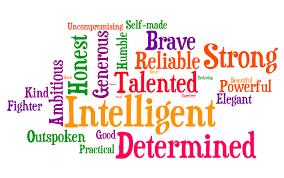 Uncompromising
Self-made
Honest
Generous
Humble
Brave
Strong
Reliable
Ambitious
Talented
Kind
Fighter
Beautiful
Powerful
Elegant
Intelligent
Outspoken
Good
Practical
Determined